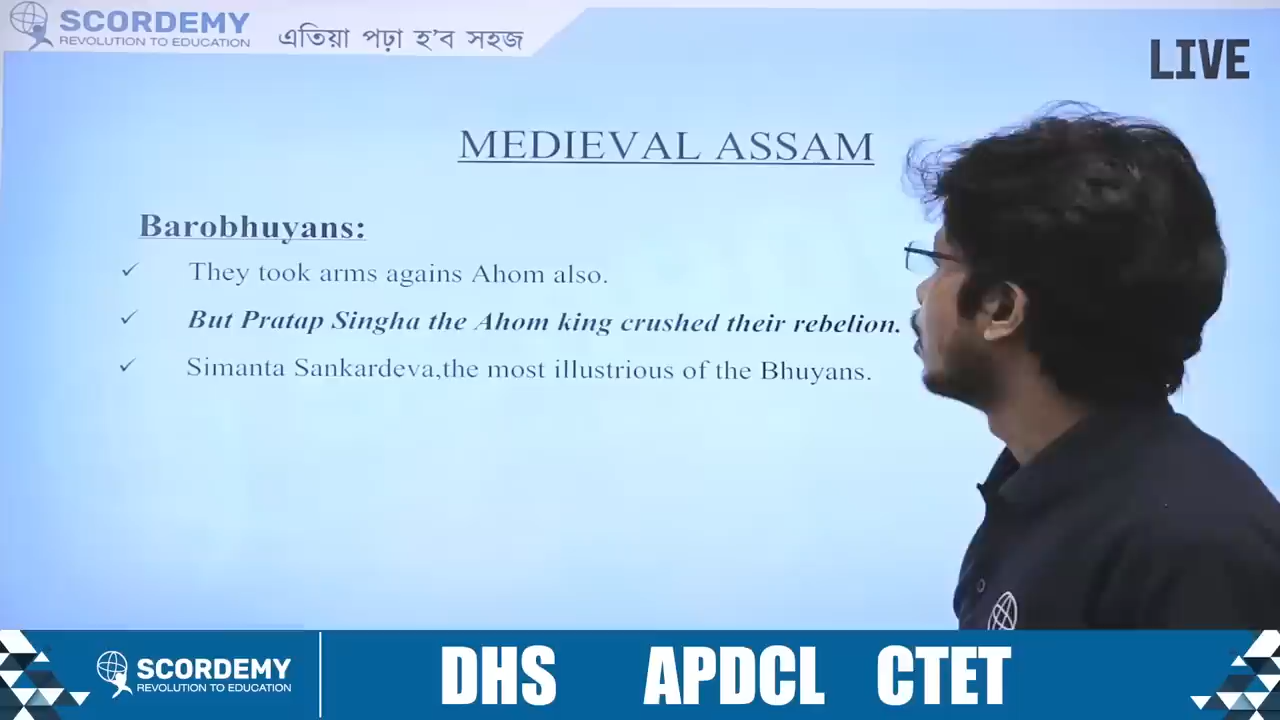 SCORDEMY
REVOLUTION TO EDUCATION
এতিয়া পঢ়া হ'ব সহজ
LIVE
MEDIEVAL ASSAM
Barobhuyans:
✓ They took arms agains Ahom also.
✓ But Pratap Singha the Ahom king crushed their rebelion.
✓ Simanta Sankardeva,the most illustrious of the Bhuyans.
SCORDEMY
REVOLUTION TO EDUCATION
DHS APDCL CTET